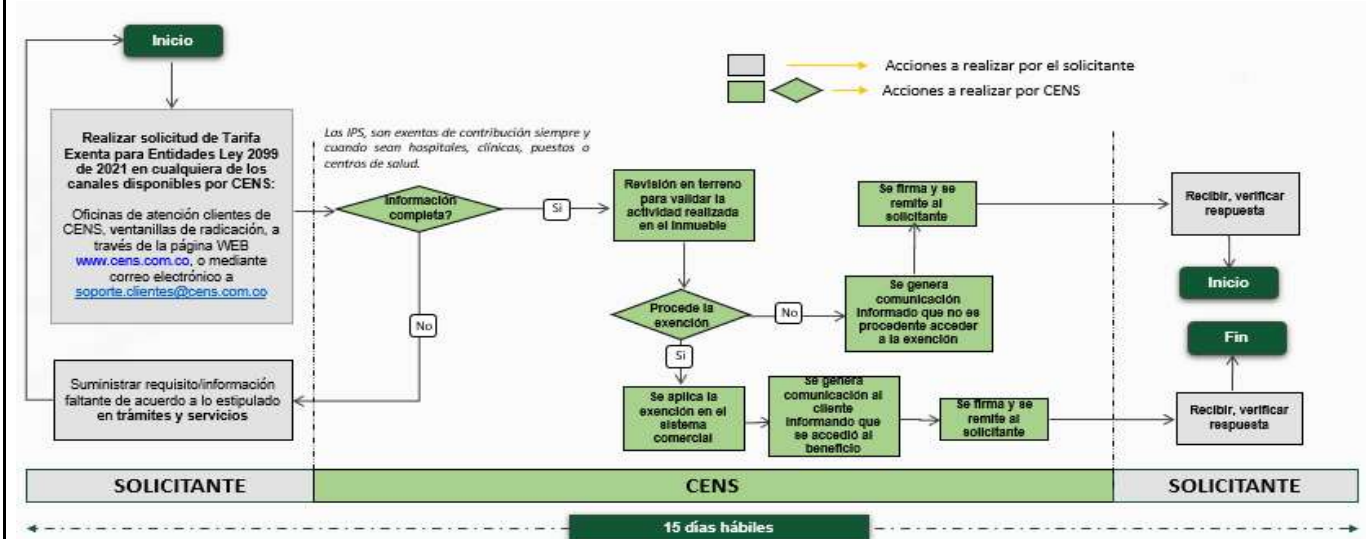 Inicio
Acciones a realizar por el solicitante
Acciones a realizar por CENS
Realizar solicitud de Tarifa
Exenta para Entidades Ley 2099
de 2021 en cualquiera de los
canales disponibles por CENS:
Oficinas de atención clientes de
CENS, ventanillas de radicación, a
través de la página WEB
www.cens.com.co, o mediante
correo electrónico a
soporte.clientes@cens.com.co
Las IPS, son exentas de contribución siempre y
cuando sean hospitales, clínicas, puestos o
centros de salud.
Información
completa?
Si
No
Suministrar requisito/información
faltante de acuerdo a lo estipulado
en trámites y servicios
Revisión en terreno
para validar la
actividad realizada
en el inmueble
Procede la
exención
No
Si
Se genera
comunicación
informado que no es
procedente acceder
a la exención
Se firma y se
remite al
solicitante
Recibir, verificar
respuesta
Inicio
Se aplica la
exención en el
sistema
comercial
Se genera
comunicación al
cliente
informando que
se accedió al
beneficio
Se firma y se
remite al
solicitante
Recibir, verificar
respuesta
Fin
SOLICITANTE
CENS
SOLICITANTE
15 días hábiles